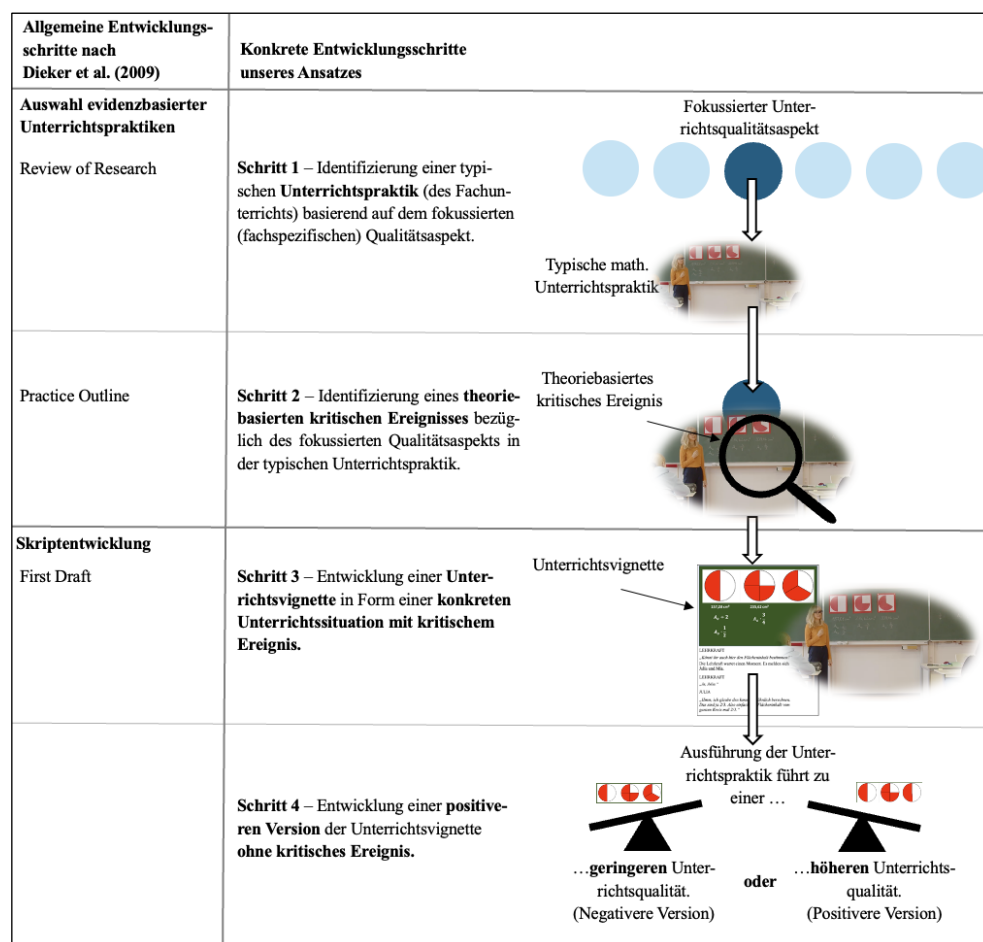 Allgemeine Entwicklungs-
schritte nach
Dieker et al. (2009)
Konkrete Entwicklungsschritte
unseres Ansatzes
Auswahl evidenzbasierter
Unterrichtspraktiken
Review of Research
Schritt 1 – Identifizierung einer typi-
schen Unterrichtspraktik (des Fachun-
terrichts) basierend auf dem fokussierten
(fachspezifischen) Qualitätsaspekt.
Fokussierter Unter-
richtsqualitätsaspekt
Typische math.
Unterrichtspraktik
Practice Outline
Schritt 2 – Identifizierung eines theorie-
basierten kritischen Ereignisses bezüg-
lich des fokussierten Qualitätsaspekts in
der typischen Unterrichtspraktik.
Theoriebasiertes
kritisches Ereignis
Skriptentwicklung
First Draft
Schritt 3 – Entwicklung einer Unter-
richtsvignette in Form einer konkreten
Unterrichtssituation mit kritischem
Ereignis.
Unterrichtsvignette
LEHRKRAFT
LEHRKRAFT
JULIA
Schritt 4 – Entwicklung einer positive-
ren Version der Unterrichtsvignette
ohne kritisches Ereignis.
Ausführung der Unter-
richtspraktik führt zu
einer …
…geringeren Unter-
richtsqualität.
(Negativere Version)
oder
…höheren Unterrichts-
qualität.
(Positivere Version)